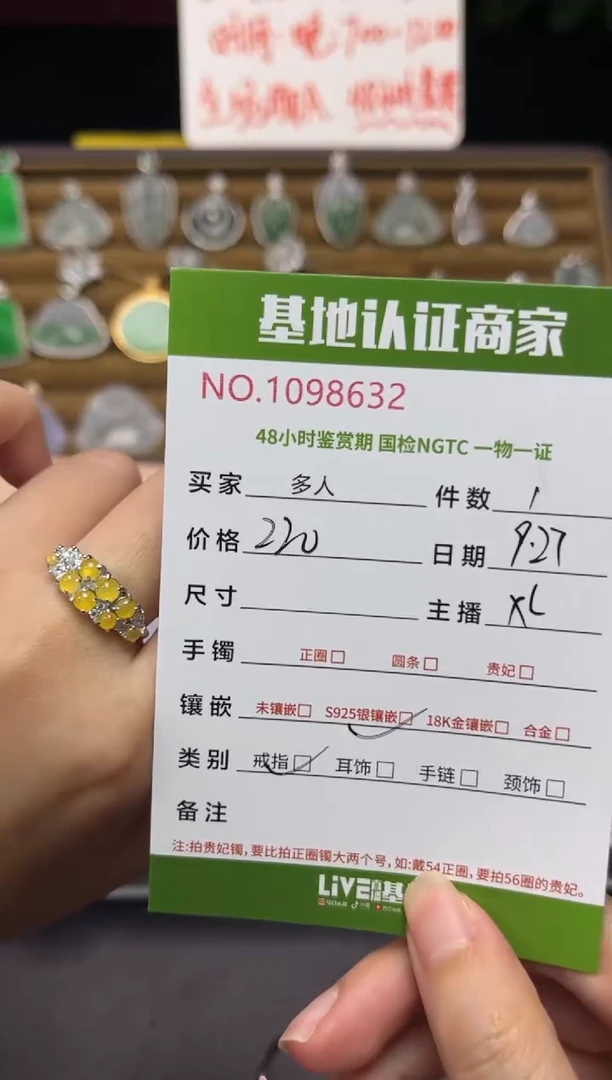 基地认证商家
NO.1098632
48小时鉴赏期 国检NGTC 一物一证
买家 多人 件数 1
价格 220 日期 9.27
尺寸 主播 XL
手镯 正圈□ 圆条□ 贵妃□
镶嵌 未镶嵌□ S925银镶嵌☑ 18K金镶嵌□ 合金□
类别 戒指☑ 耳饰□ 手链□ 颈饰□
备注
注:拍贵妃镯,要比拍正圈镯大两个号,如:戴54正圈,要拍56圈的贵妃。
LiVE 直播基